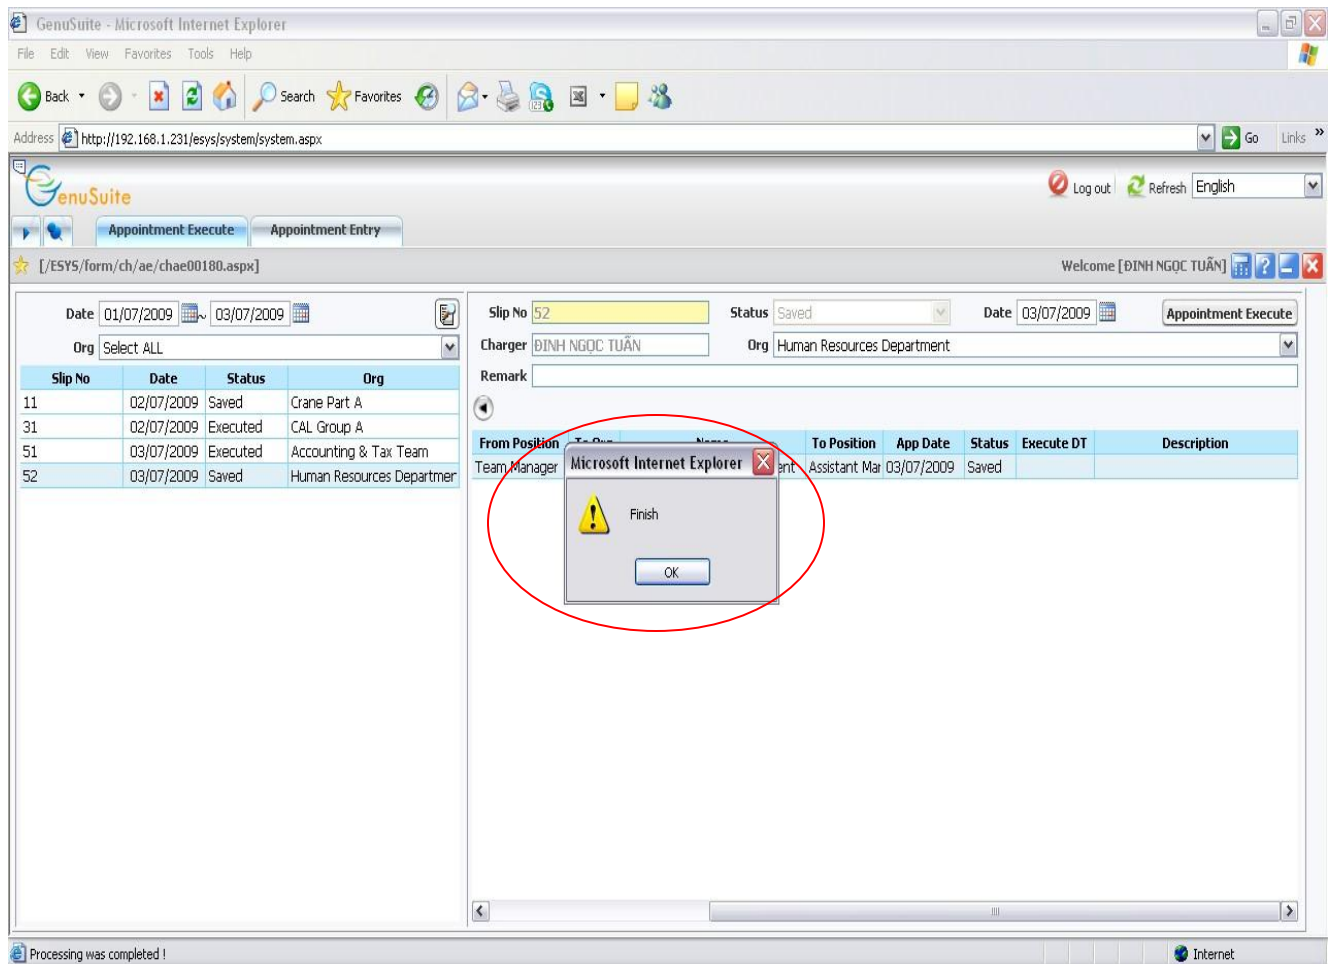 GenuSuite - Microsoft Internet Explorer
File Edit View Favorites Tools Help
Back Search Favorites
Address http://192.168.1.231/esys/system/system.aspx Go Links »
GenuSuite Log out Refresh English
Appointment Execute Appointment Entry
[/ESYS/form/ch/ae/chae00180.aspx] Welcome [ĐINH NGỌC TUẤN]
Date 01/07/2009 ~ 03/07/2009
Org Select ALL
Slip No Date Status Org
11 02/07/2009 Saved Crane Part A
31 02/07/2009 Executed CAL Group A
51 03/07/2009 Executed Accounting & Tax Team
52 03/07/2009 Saved Human Resources Departmer
Slip No 52 Status Saved Date 03/07/2009 Appointment Execute
Charger ĐINH NGỌC TUẤN Org Human Resources Department
Remark
From Position To Org Name To Position App Date Status Execute DT Description
Team Manager ent Assistant Mar 03/07/2009 Saved
Microsoft Internet Explorer
Finish
OK
Processing was completed ! Internet